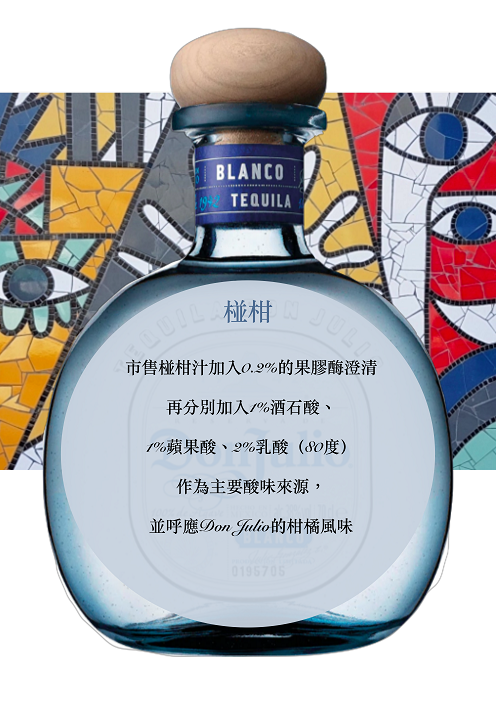 BLANCO
1942 TEQUILA
椪柑
市售椪柑汁加入0.2%的果膠酶澄清
再分別加入1%酒石酸、
1%蘋果酸、2%乳酸（80度）
作為主要酸味來源，
並呼應Don Julio的柑橘風味
Don Julio
0195705